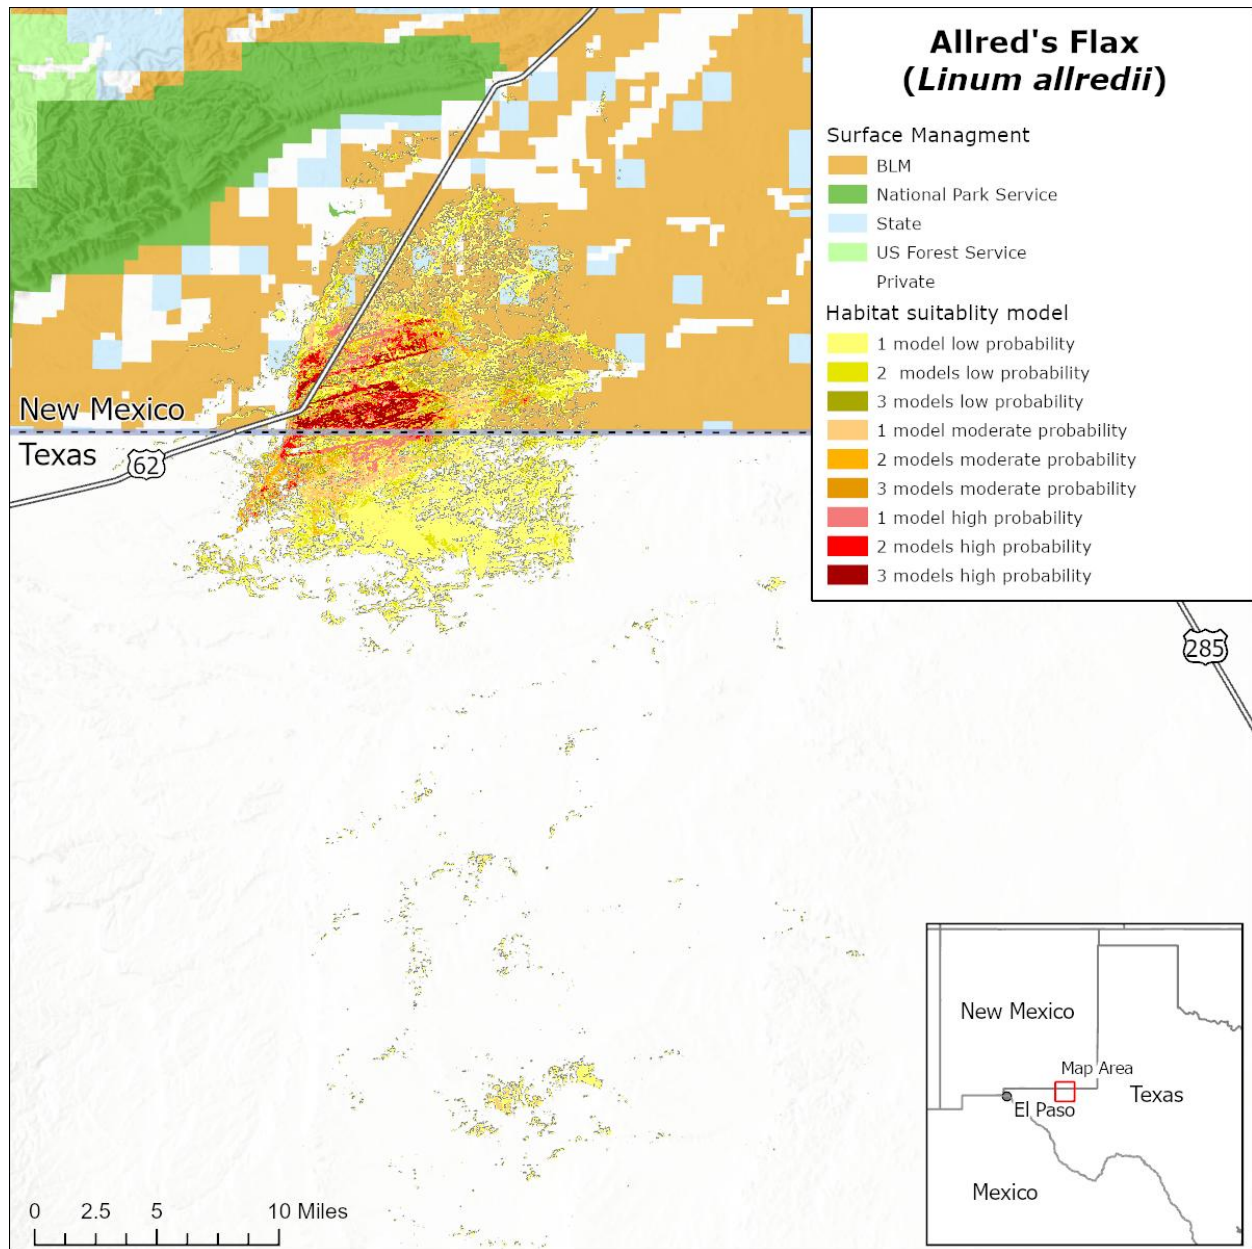 Allred's Flax
(Linum allredii)
Surface Managment
BLM
National Park Service
State
US Forest Service
Private
Habitat suitablity model
1 model low probability
2 models low probability
3 models low probability
1 model moderate probability
2 models moderate probability
3 models moderate probability
1 model high probability
2 models high probability
3 models high probability
New Mexico
Texas
62
285
New Mexico
Map Area
Texas
El Paso
Mexico
0 2.5 5 10 Miles